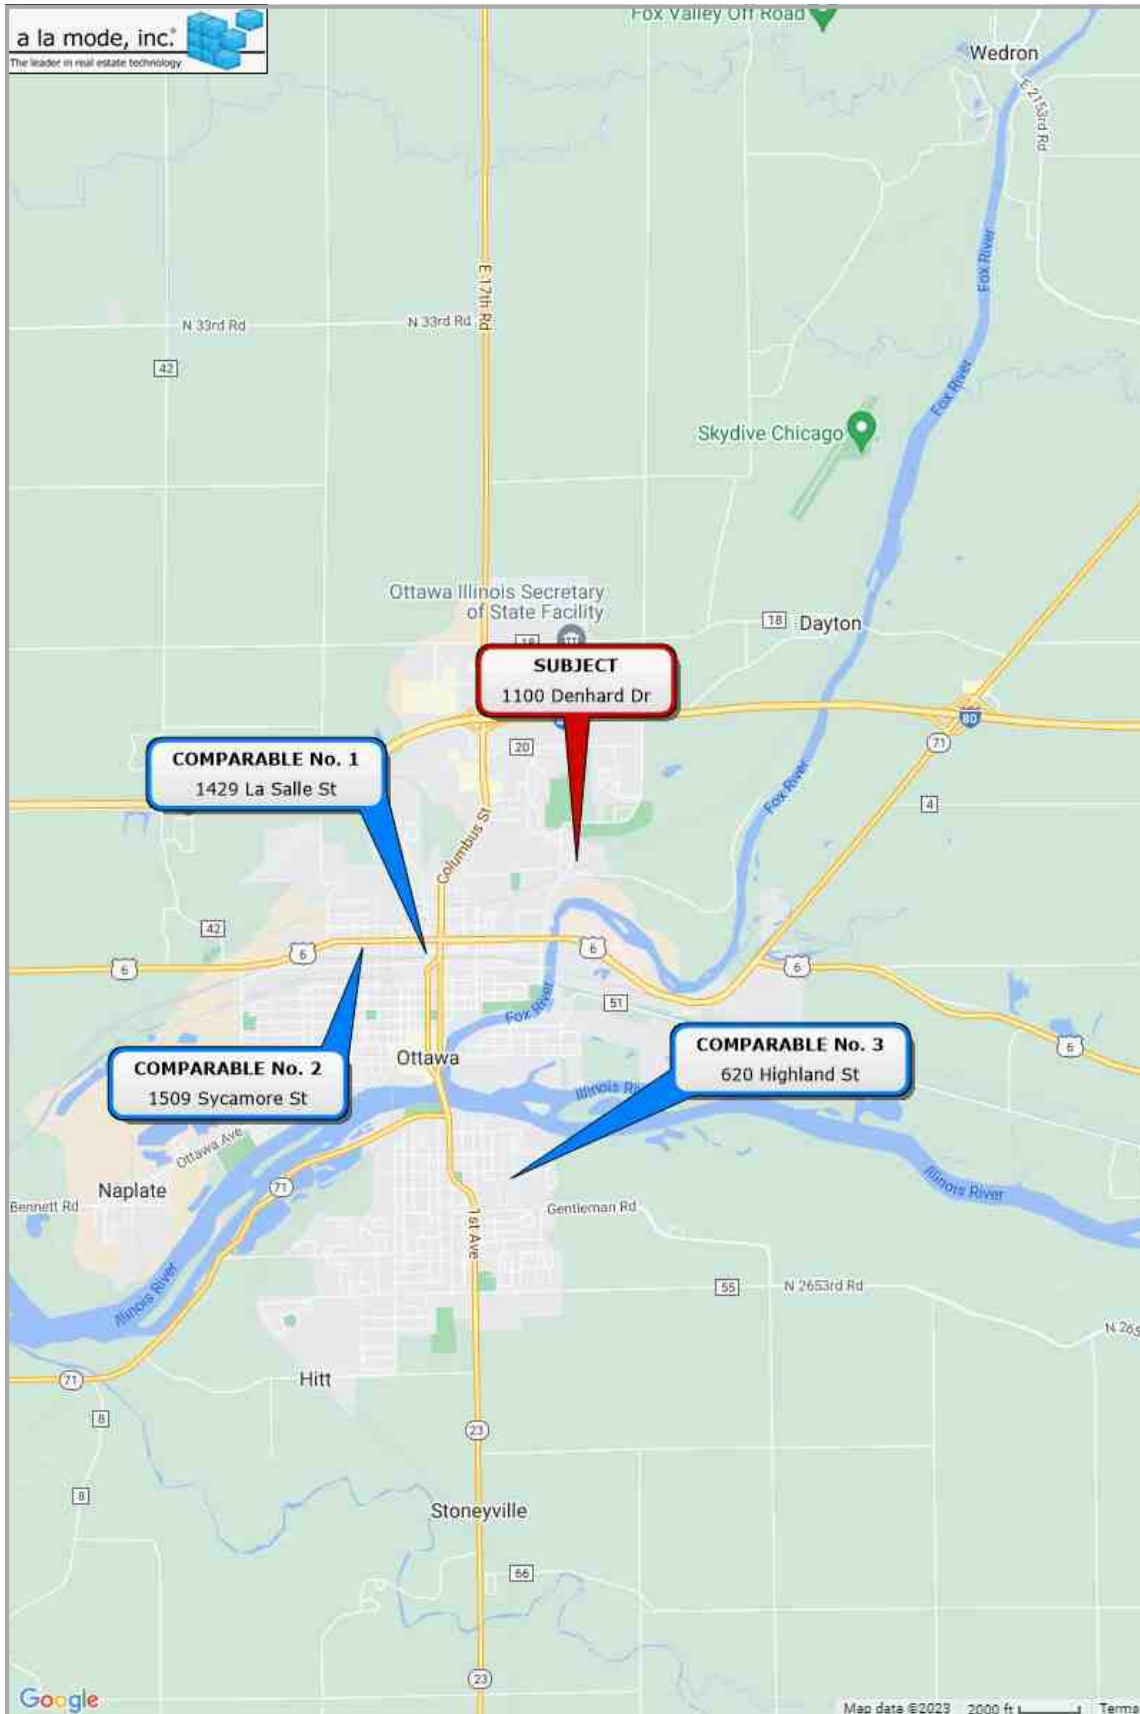 Fox Valley Off Road
a la mode, inc.®
The leader in real estate technology
Wedron
E 2153rd Rd
Fox River
E 17th Rd
N 33rd Rd
N 33rd Rd
42
Fox River
Skydive Chicago
Ottawa Illinois Secretary
of State Facility
18
18
Dayton
SUBJECT
1100 Denhard Dr
80
71
20
COMPARABLE No. 1
1429 La Salle St
Fox River
4
Columbus St
42
6
6
6
6
6
51
Fox River
6
COMPARABLE No. 3
620 Highland St
Ottawa
COMPARABLE No. 2
1509 Sycamore St
Illinois
Ottawa Ave
Illinois River
Naplate
71
Bennett Rd
Gentleman Rd
1st Ave
Illinois River
55
N 2653rd Rd
N 265
Hitt
71
8
23
8
Stoneyville
66
23
Google
Map data ©2023
2000 ft
Terms